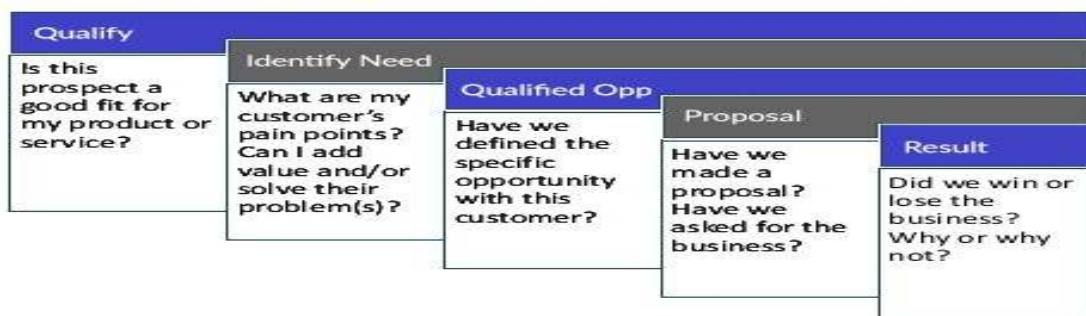 Qualify
Is this
prospect a
good fit for
my product or
service?
Identify Need
What are my
customer's
pain points?
Can I add
value and/or
solve their
problem(s)?
Qualified Opp
Have we
defined the
specific
opportunity
with this
customer?
Proposal
Have we
made a
proposal?
Have we
asked for the
business?
Result
Did we win or
lose the
business?
Why or why
not?